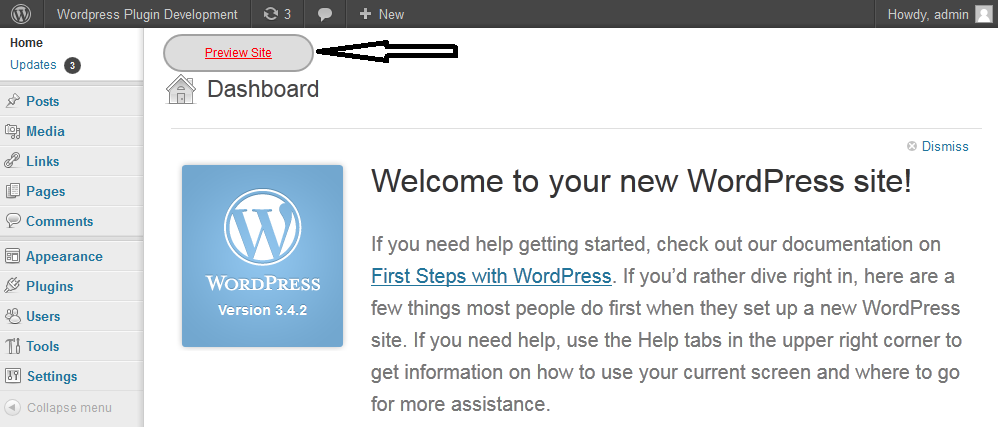 Wordpress Plugin Development 3 New Howdy, admin
Home
Updates 3
Posts
Media
Links
Pages
Comments
Appearance
Plugins
Users
Tools
Settings
Collapse menu
Preview Site
Dashboard
Dismiss
WORDPRESS
Version 3.4.2
Welcome to your new WordPress site!
If you need help getting started, check out our documentation on
First Steps with WordPress. If you’d rather dive right in, here are a
few things most people do first when they set up a new WordPress
site. If you need help, use the Help tabs in the upper right corner to
get information on how to use your current screen and where to go
for more assistance.